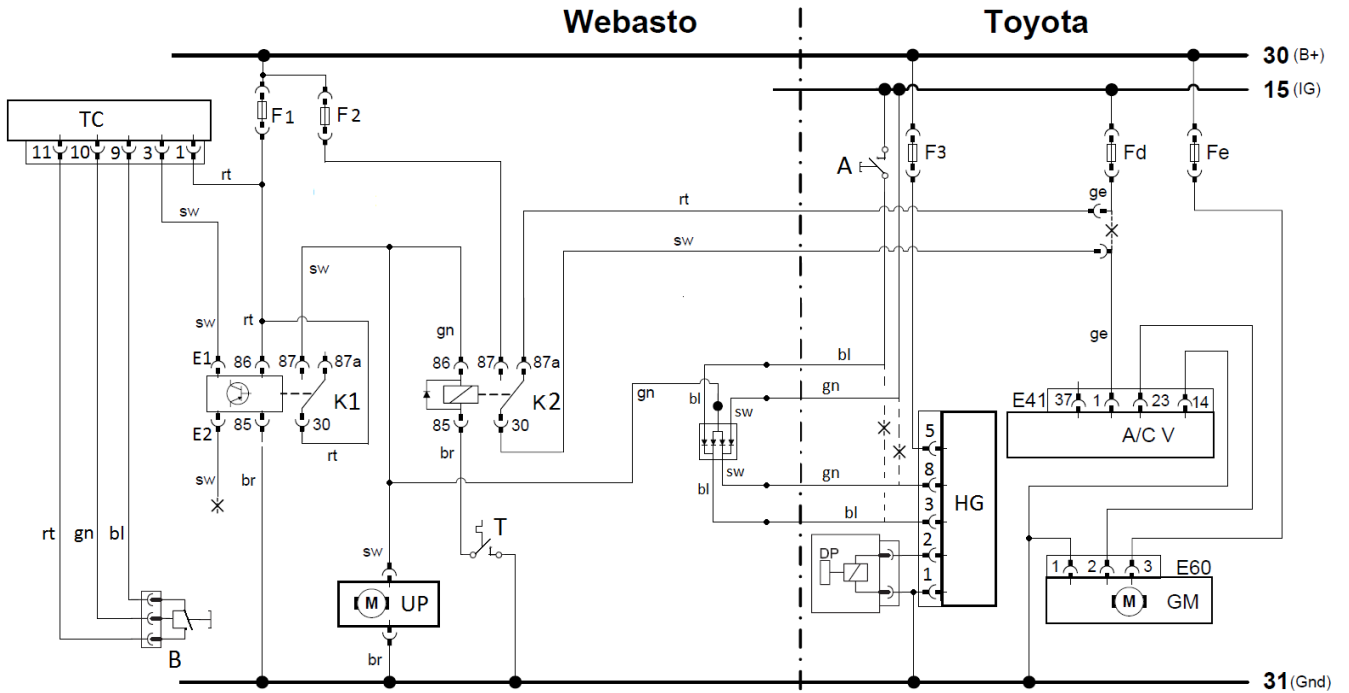 Webasto Toyota
30 (B+)
15 (IG)
TC
F1 F2 F3 Fd Fe
A
11 10 9 3 1
rt
ge
sw
rt
sw
sw
gn
ge
sw rt
bl
E1 86 87 87a 86 87 87a
gn
gn
bl
sw
K1 K2
E41 37 1 23 14
E2 85 30 85 30
A/C V
5
rt
br
sw
8
sw br
gn
bl
3
HG
bl
rt gn bl
T
2
DP
sw
1
1 2 3 E60
M UP
M GM
B
br
31 (Gnd)